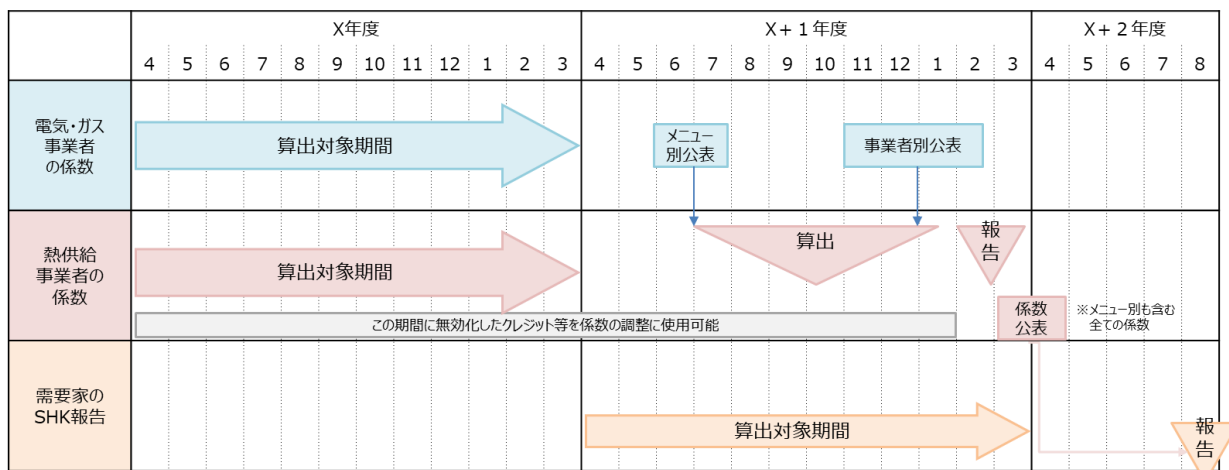 X年度 X+1年度 X+2年度
4 5 6 7 8 9 10 11 12 1 2 3 4 5 6 7 8 9 10 11 12 1 2 3 4 5 6 7 8
電気・ガス
事業者
の係数
算出対象期間
メニュー
別公表
事業者別公表
熱供給
事業者の
係数
算出対象期間
算出
報
告
この期間に無効化したクレジット等を係数の調整に使用可能
係数
公表
※メニュー別も含む
全ての係数
需要家の
SHK報告
算出対象期間
報
告